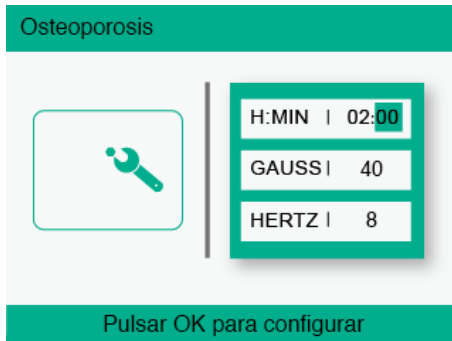 Osteoporosis
H:MIN | 02:00
GAUSS | 40
HERTZ | 8
Pulsar OK para configurar